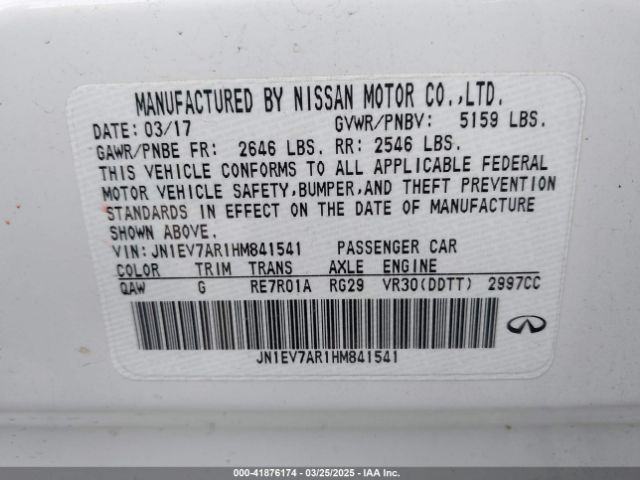 MANUFACTURED BY NISSAN MOTOR CO.,LTD.
DATE: 03/17 GVWR/PNBV: 5159 LBS.
GAWR/PNBE FR: 2646 LBS. RR: 2546 LBS.
THIS VEHICLE CONFORMS TO ALL APPLICABLE FEDERAL
MOTOR VEHICLE SAFETY,BUMPER,AND THEFT PREVENTION
STANDARDS IN EFFECT ON THE DATE OF MANUFACTURE
SHOWN ABOVE.
VIN:JN1EV7AR1HM841541 PASSENGER CAR
COLOR TRIM TRANS AXLE ENGINE
QAW G RE7R01A RG29 VR30(DDTT) 2997CC
JN1EV7AR1HM841541
000-41876174 | 03/25/2025 - IAA Inc.